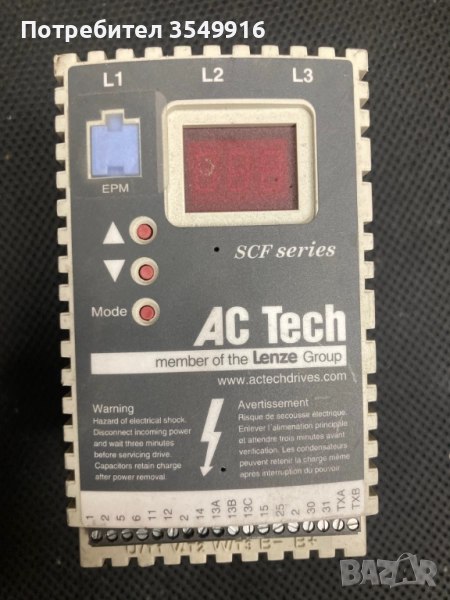 Потребител 3549916
L1 L2 L3
EPM
SCF series
Mode
AC Tech
member of the Lenze Group
www.actechdrives.com
Warning
Hazard of electrical shock.
Disconnect incoming power
and wait three minutes
before servicing drive.
Capacitors retain charge
after power removal.
Avertissement
Risque de secousse électrique.
Enlever l'alimentation principale
et attendre trois minutes avant
vérification. Les condensateurs
peuvent retenir la charge même
après interruption du pouvoir.
1 2 5 6 11 12 2 14 13A 13B 13C 15 25 2 30 31 TXA TXB
B- B+
BAZAR